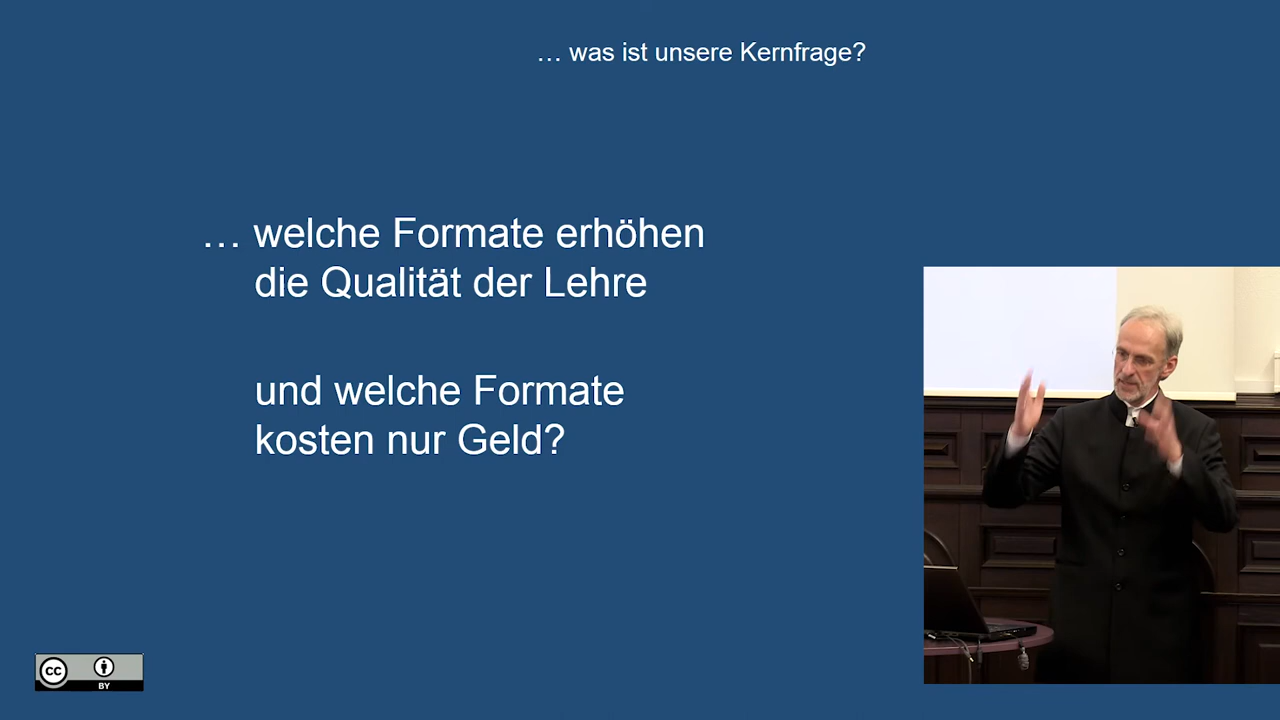 … was ist unsere Kernfrage?
… welche Formate erhöhen
die Qualität der Lehre
und welche Formate
kosten nur Geld?
cc
BY